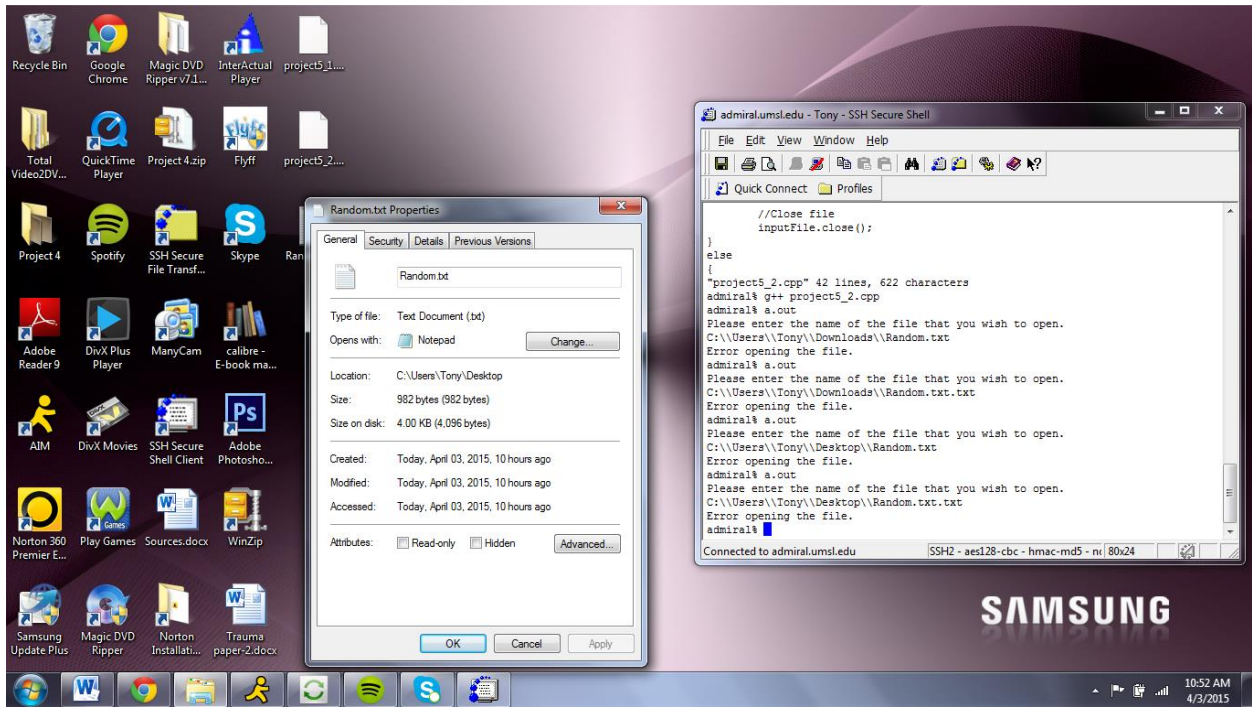 Recycle Bin
Google Chrome
Magic DVD Ripper v7.1...
InterActual Player
project5_1....
Total Video2DV...
QuickTime Player
Project 4.zip
Flyff
project5_2....
Project 4
Spotify
SSH Secure File Transf...
Skype
Ran
Adobe Reader 9
DivX Plus Player
ManyCam
calibre - E-book ma...
AIM
DivX Movies
SSH Secure Shell Client
Adobe Photosho...
Norton 360 Premier E...
Play Games
Sources.docx
WinZip
Samsung Update Plus
Magic DVD Ripper
Norton Installati...
Trauma paper-2.docx
Random.txt Properties
General Security Details Previous Versions
Random.txt
Type of file: Text Document (.txt)
Opens with: Notepad Change...
Location: C:\Users\Tony\Desktop
Size: 982 bytes (982 bytes)
Size on disk: 4.00 KB (4,096 bytes)
Created: Today, April 03, 2015, 10 hours ago
Modified: Today, April 03, 2015, 10 hours ago
Accessed: Today, April 03, 2015, 10 hours ago
Attributes: Read-only Hidden Advanced...
OK Cancel Apply
admiral.umsl.edu - Tony - SSH Secure Shell
File Edit View Window Help
Quick Connect Profiles
//Close file
inputFile.close();
}
else
{
"project5_2.cpp" 42 lines, 622 characters
admiral% g++ project5_2.cpp
admiral% a.out
Please enter the name of the file that you wish to open.
C:\\Users\\Tony\\Downloads\\Random.txt
Error opening the file.
admiral% a.out
Please enter the name of the file that you wish to open.
C:\\Users\\Tony\\Downloads\\Random.txt.txt
Error opening the file.
admiral% a.out
Please enter the name of the file that you wish to open.
C:\\Users\\Tony\\Desktop\\Random.txt
Error opening the file.
admiral% a.out
Please enter the name of the file that you wish to open.
C:\\Users\\Tony\\Desktop\\Random.txt.txt
Error opening the file.
admiral%
Connected to admiral.umsl.edu SSH2 - aes128-cbc - hmac-md5 - 80x24
SAMSUNG
10:52 AM
4/3/2015